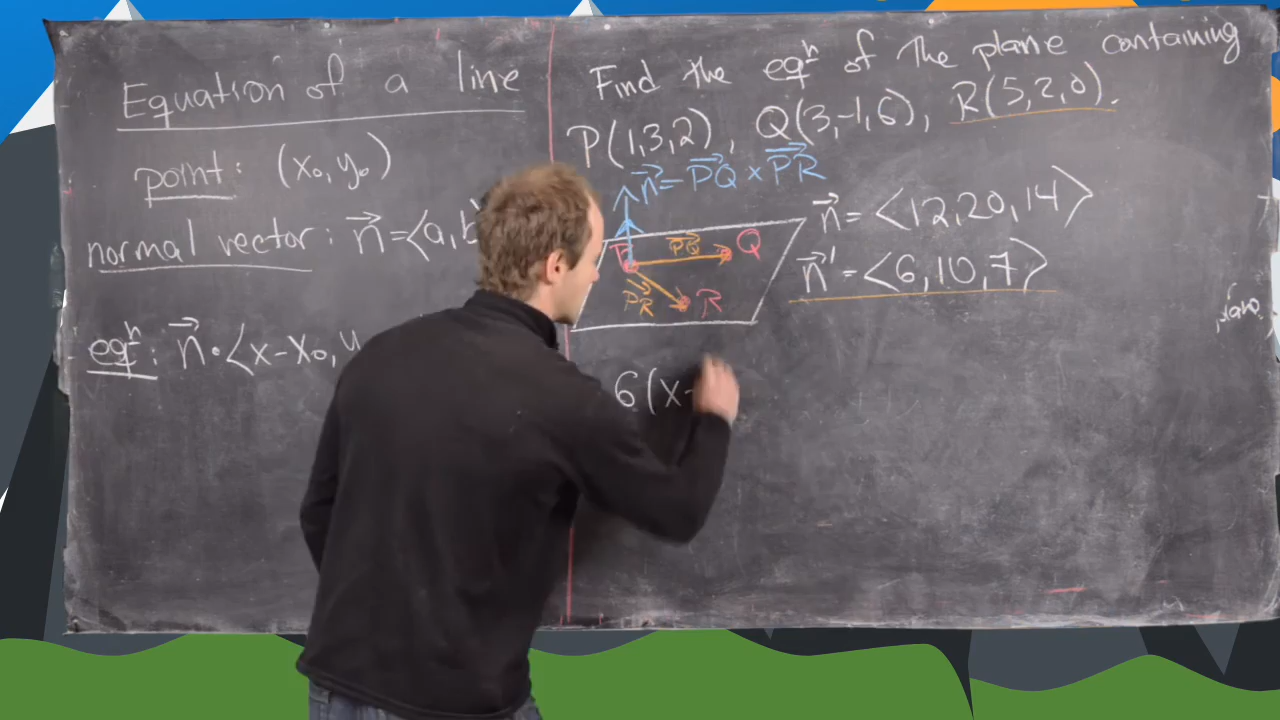 Equation of a line
point: (x₀, y₀)
normal vector: n⃗=<a,b
eqⁿ: n⃗·<x-x₀, y
Find the eqⁿ of the plane containing
P(1,3,2), Q(3,-1,6), R(5,2,0).
n⃗=PQ⃗ × PR⃗
n⃗= <12,20,14>
n⃗'= <6,10,7>
P PQ⃗ Q
PR⃗ R
6(x-